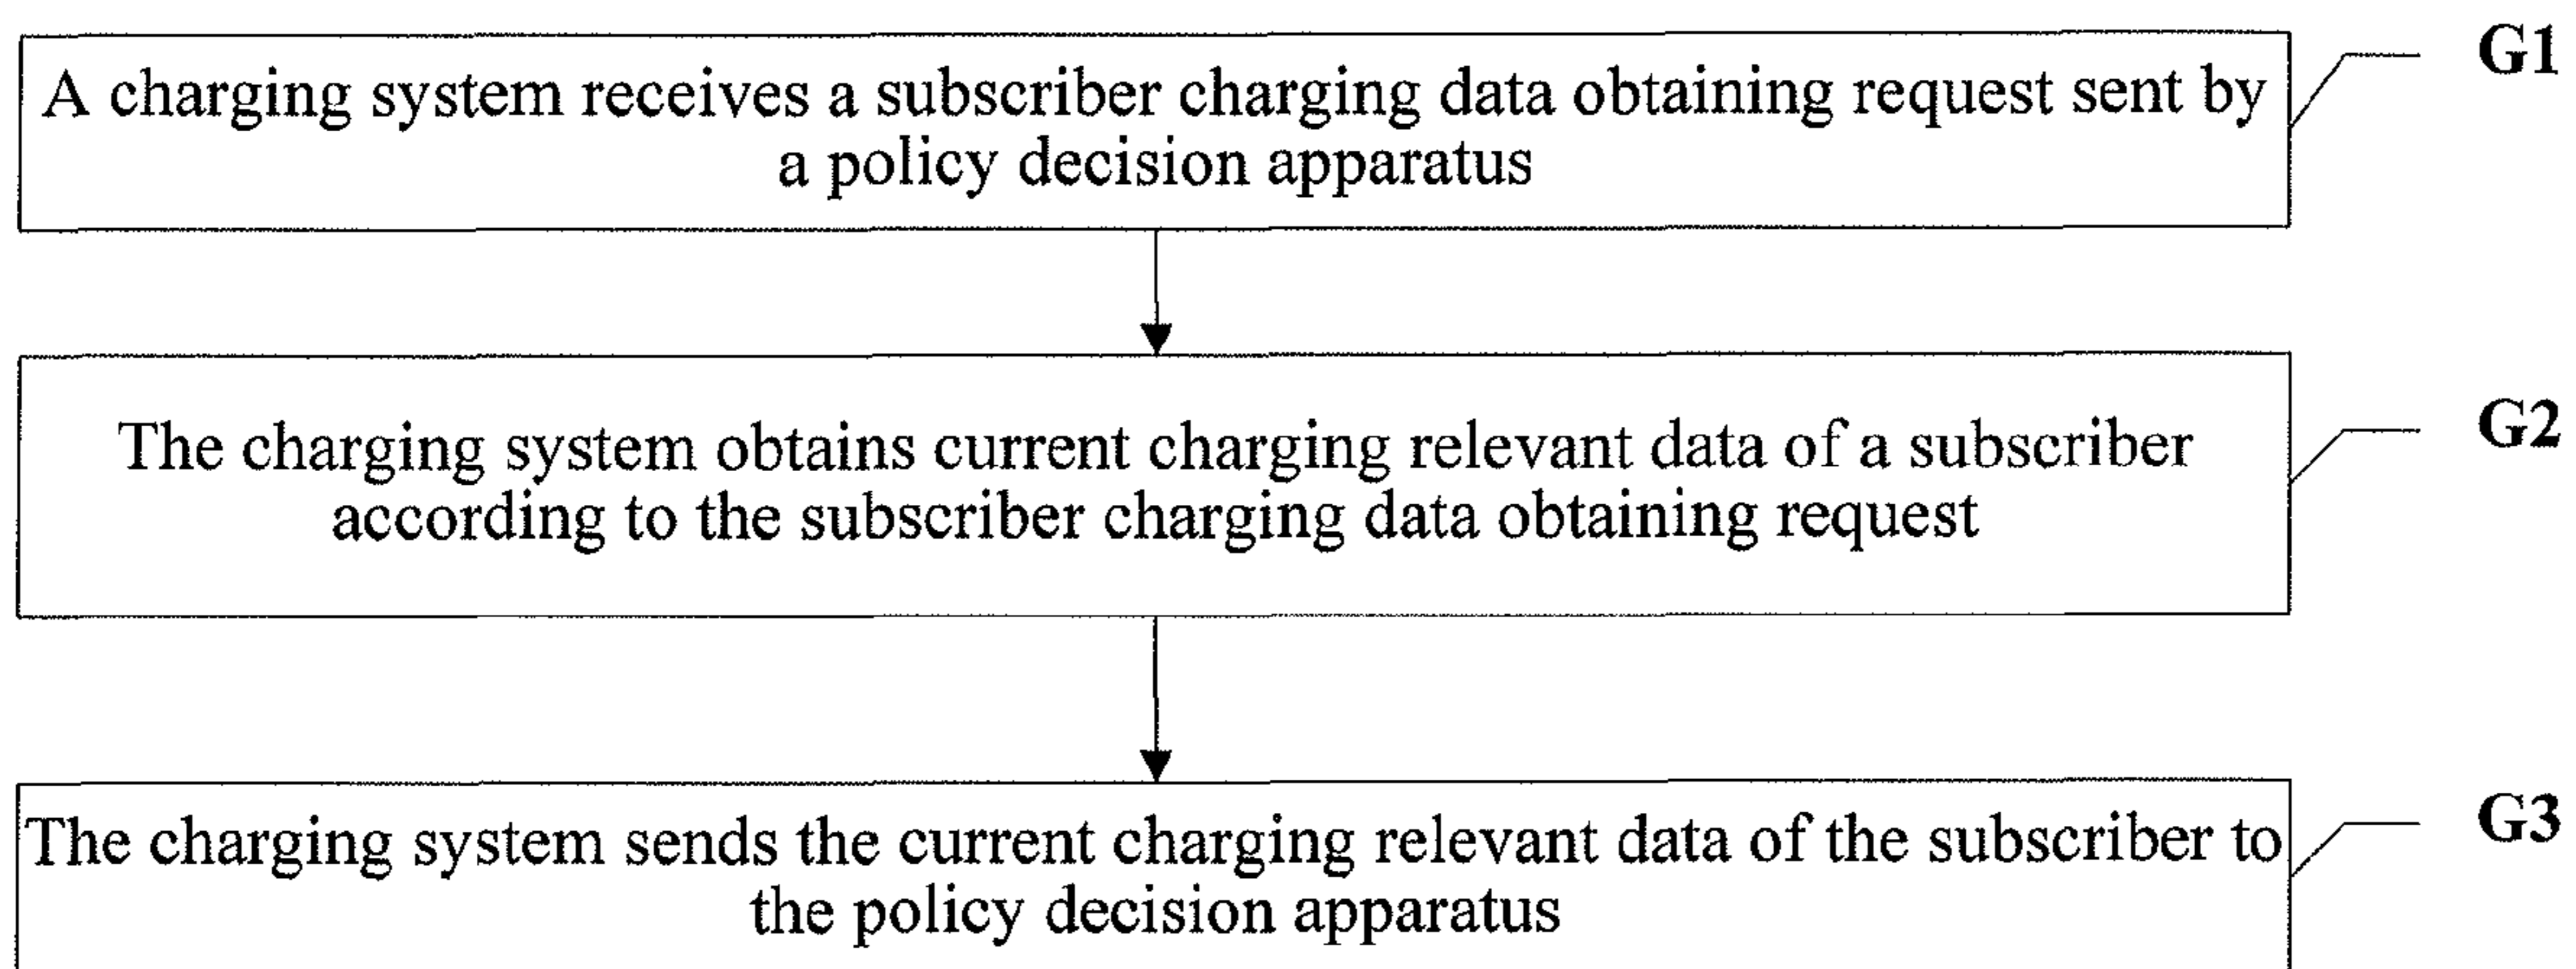 A charging system receives a subscriber charging data obtaining request sent by
a policy decision apparatus
G1
The charging system obtains current charging relevant data of a subscriber
according to the subscriber charging data obtaining request
G2
The charging system sends the current charging relevant data of the subscriber to
the policy decision apparatus
G3